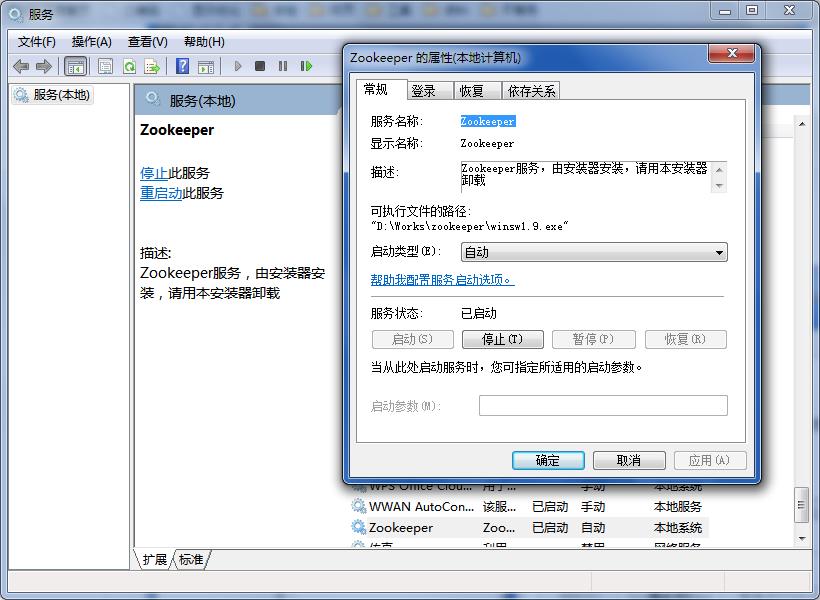 服务
文件(F) 操作(A) 查看(V) 帮助(H)
服务(本地)
服务(本地)
Zookeeper
停止此服务
重启动此服务
描述:
Zookeeper服务，由安装器安
装，请用本安装器卸载
Zookeeper 的属性(本地计算机)
常规 登录 恢复 依存关系
服务名称: Zookeeper
显示名称: Zookeeper
描述: Zookeeper服务，由安装器安装，请用本安装器
卸载
可执行文件的路径:
"D:\Works\zookeeper\winsw1.9.exe"
启动类型(E): 自动
帮助我配置服务启动选项。
服务状态: 已启动
启动(S) 停止(T) 暂停(P) 恢复(R)
当从此处启动服务时，您可指定所适用的启动参数。
启动参数(M):
确定 取消 应用(A)
WPS Office Clou... 用于... 手动 本地系统
WWAN AutoCon... 该服... 已启动 手动 本地服务
Zookeeper Zoo... 已启动 自动 本地系统
扩展 标准